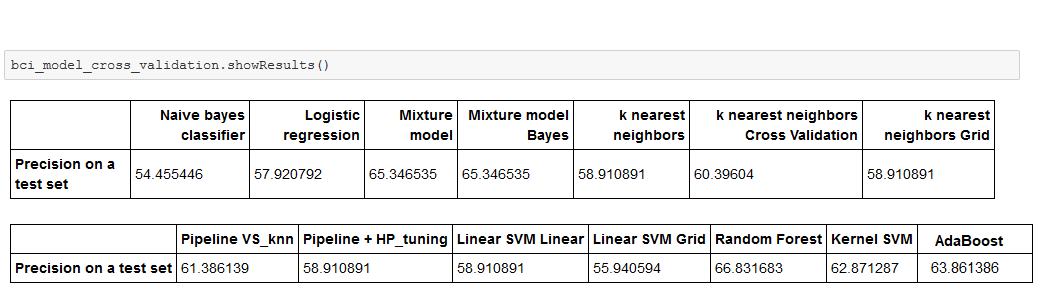 bci_model_cross_validation.showResults()
Naive bayes Logistic Mixture Mixture model k nearest k nearest neighbors k nearest
classifier regression model Bayes neighbors Cross Validation neighbors Grid
Precision on a
test set 54.455446 57.920792 65.346535 65.346535 58.910891 60.39604 58.910891
Pipeline VS_knn Pipeline + HP_tuning Linear SVM Linear Linear SVM Grid Random Forest Kernel SVM AdaBoost
Precision on a test set 61.386139 58.910891 58.910891 55.940594 66.831683 62.871287 63.861386